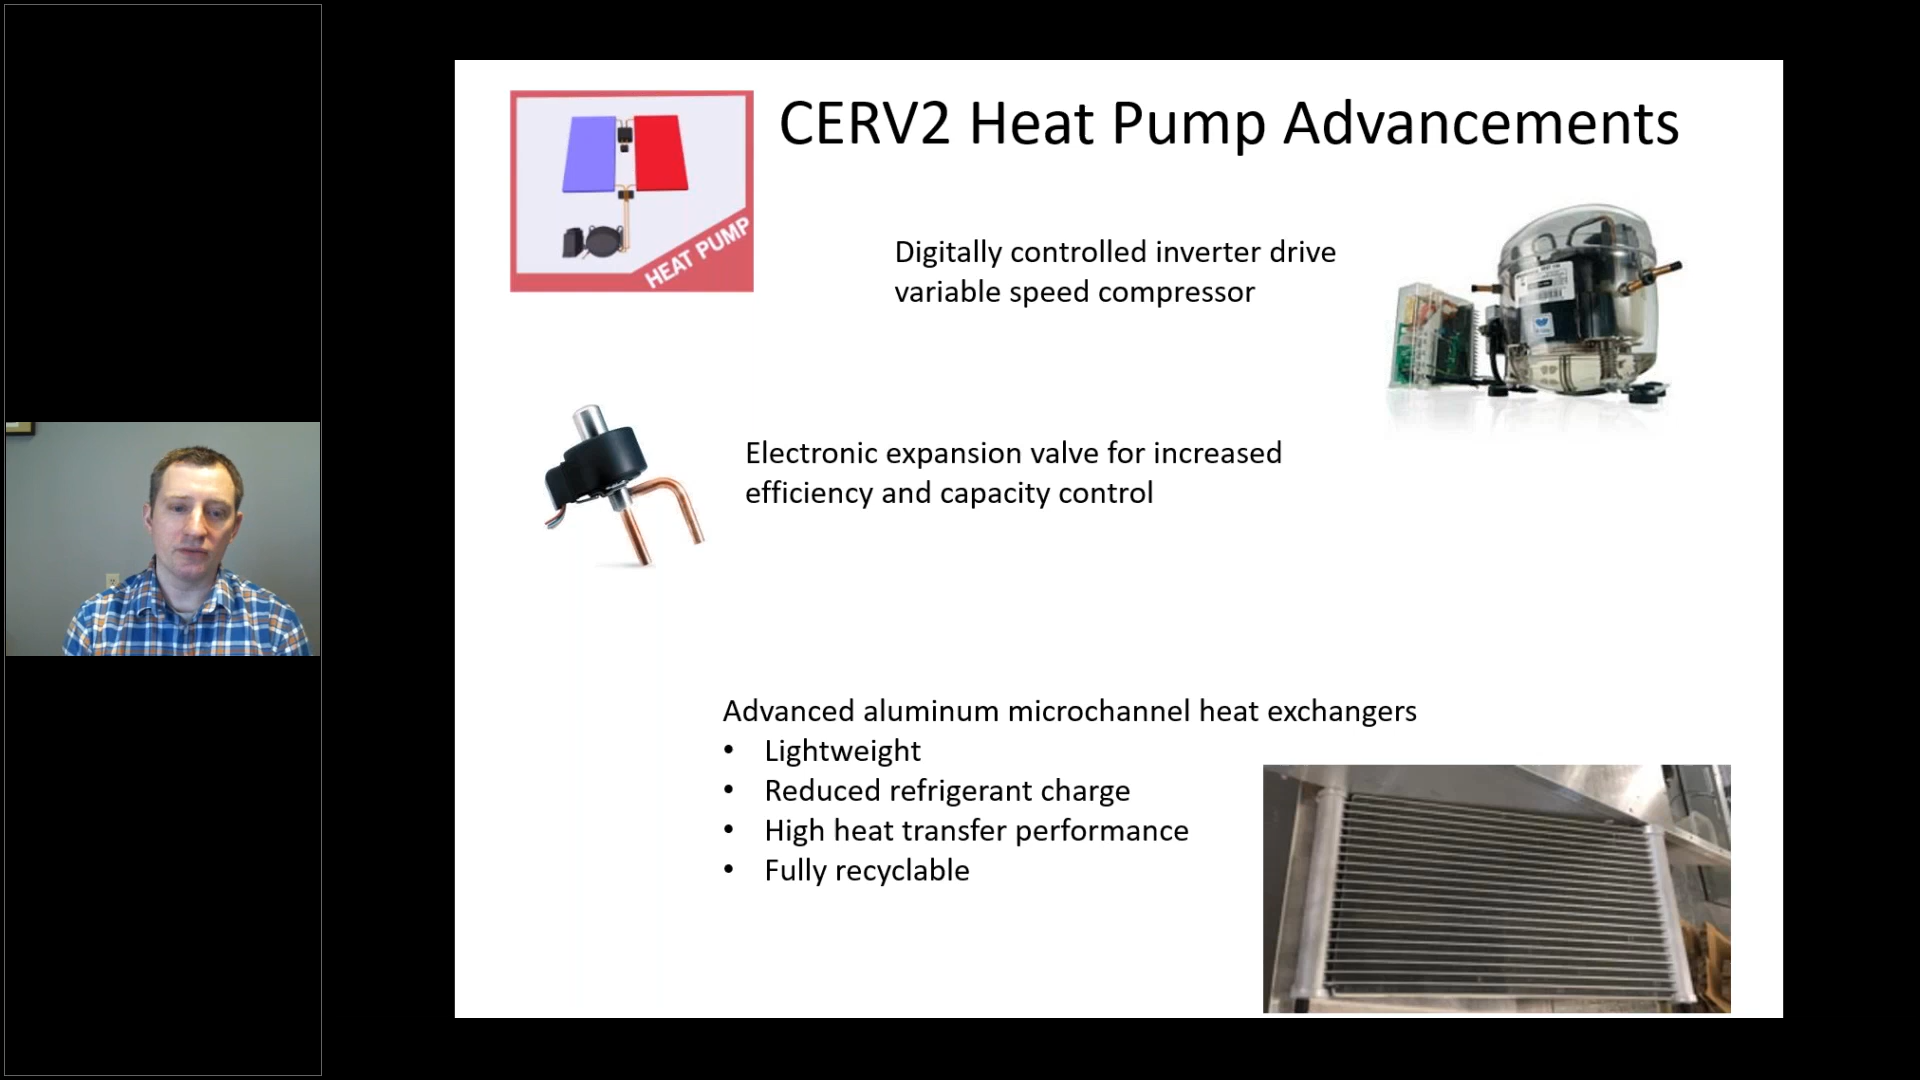 CERV2 Heat Pump Advancements
HEAT PUMP
Digitally controlled inverter drive
variable speed compressor
Electronic expansion valve for increased
efficiency and capacity control
Advanced aluminum microchannel heat exchangers
• Lightweight
• Reduced refrigerant charge
• High heat transfer performance
• Fully recyclable